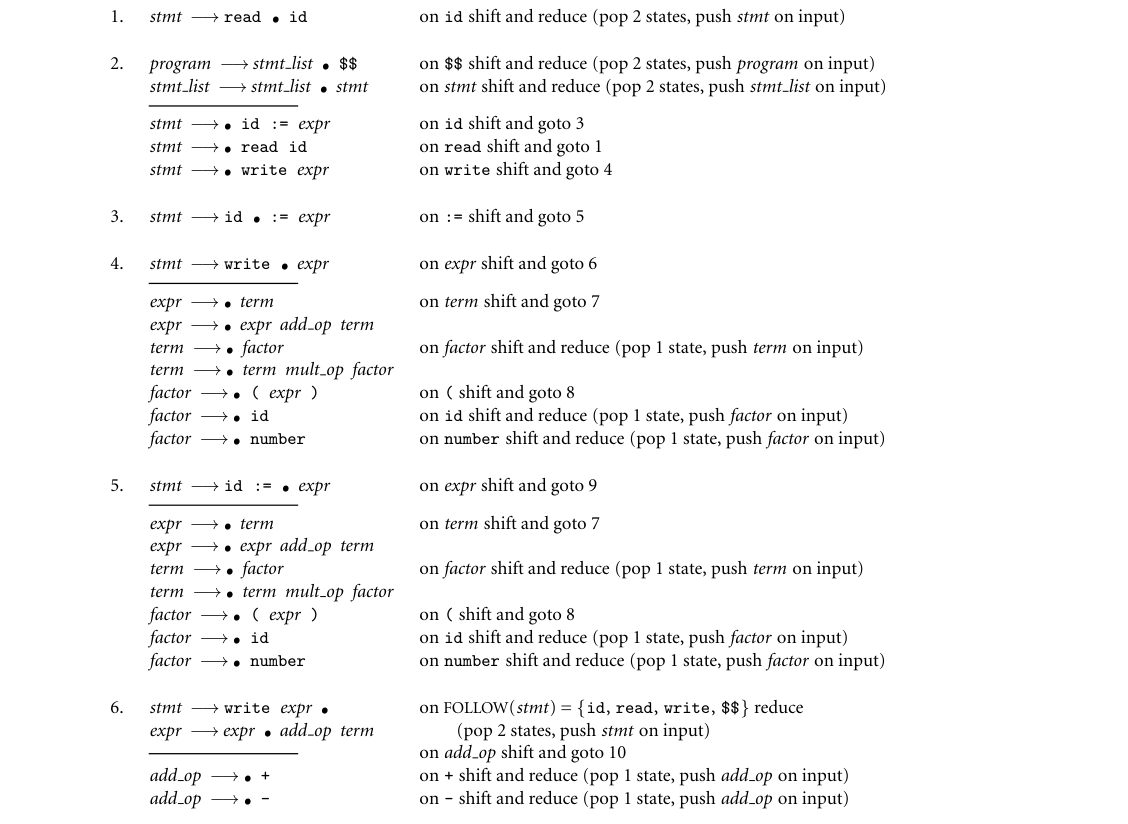 1. stmt ⟶ read • id on id shift and reduce (pop 2 states, push stmt on input)
2. program ⟶ stmt_list • $$ on $$ shift and reduce (pop 2 states, push program on input)
stmt_list ⟶ stmt_list • stmt on stmt shift and reduce (pop 2 states, push stmt_list on input)
stmt ⟶ • id := expr on id shift and goto 3
stmt ⟶ • read id on read shift and goto 1
stmt ⟶ • write expr on write shift and goto 4
3. stmt ⟶ id • := expr on := shift and goto 5
4. stmt ⟶ write • expr on expr shift and goto 6
expr ⟶ • term on term shift and goto 7
expr ⟶ • expr add_op term
term ⟶ • factor on factor shift and reduce (pop 1 state, push term on input)
term ⟶ • term mult_op factor
factor ⟶ • ( expr ) on ( shift and goto 8
factor ⟶ • id on id shift and reduce (pop 1 state, push factor on input)
factor ⟶ • number on number shift and reduce (pop 1 state, push factor on input)
5. stmt ⟶ id := • expr on expr shift and goto 9
expr ⟶ • term on term shift and goto 7
expr ⟶ • expr add_op term
term ⟶ • factor on factor shift and reduce (pop 1 state, push term on input)
term ⟶ • term mult_op factor
factor ⟶ • ( expr ) on ( shift and goto 8
factor ⟶ • id on id shift and reduce (pop 1 state, push factor on input)
factor ⟶ • number on number shift and reduce (pop 1 state, push factor on input)
6. stmt ⟶ write expr • on FOLLOW(stmt) = {id, read, write, $$} reduce
expr ⟶ expr • add_op term (pop 2 states, push stmt on input)
on add_op shift and goto 10
add_op ⟶ • + on + shift and reduce (pop 1 state, push add_op on input)
add_op ⟶ • - on - shift and reduce (pop 1 state, push add_op on input)